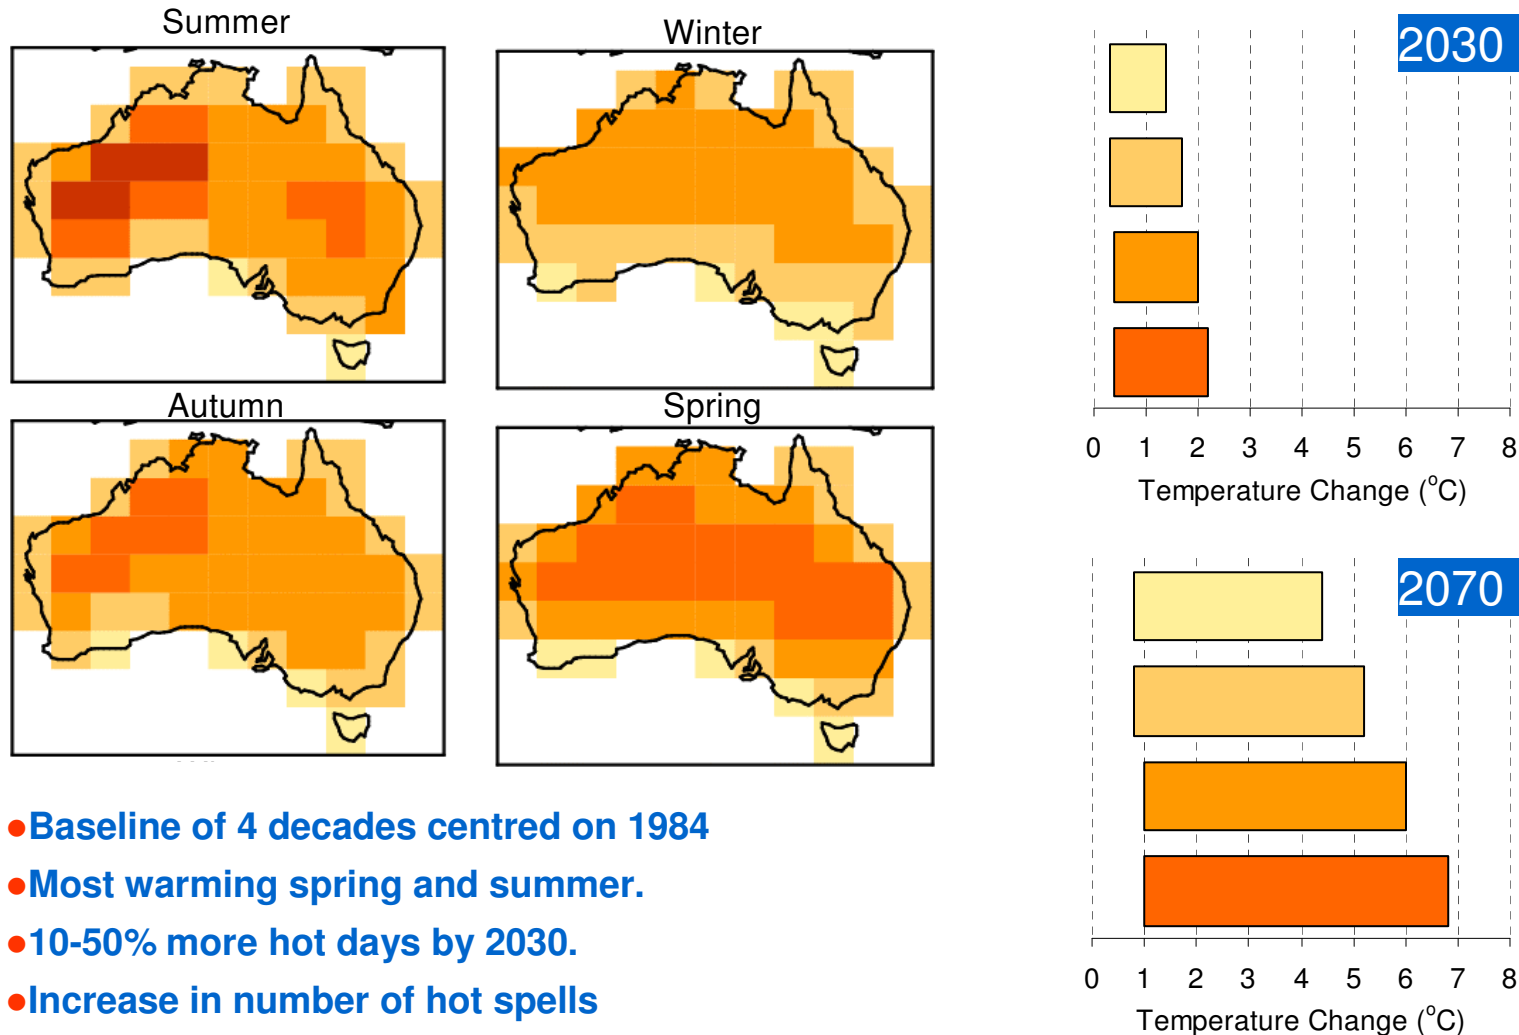 Summer
Winter
Autumn
Spring
●Baseline of 4 decades centred on 1984
●Most warming spring and summer.
●10-50% more hot days by 2030.
●Increase in number of hot spells
2030
0 1 2 3 4 5 6 7 8
Temperature Change (°C)
2070
0 1 2 3 4 5 6 7 8
Temperature Change (°C)